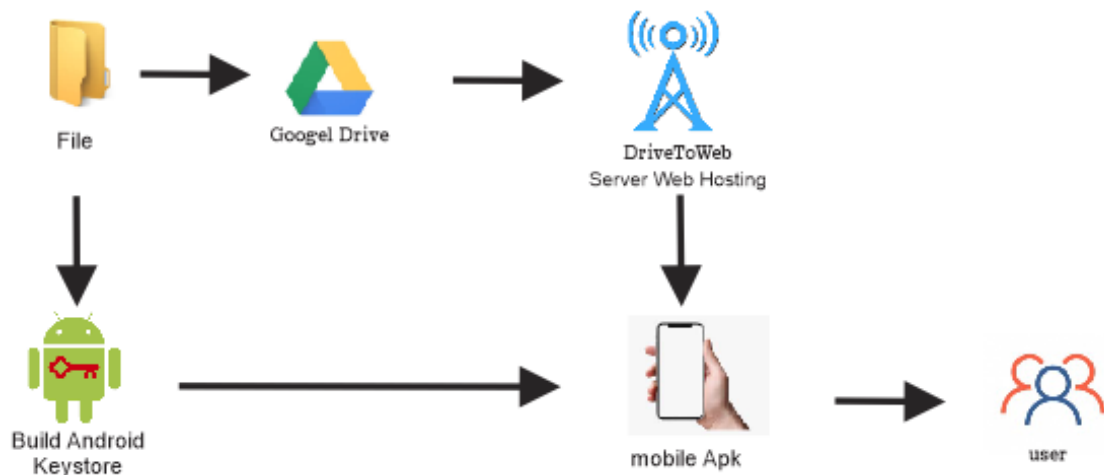 File
Googel Drive
DriveToWeb
Server Web Hosting
Build Android
Keystore
mobile Apk
user